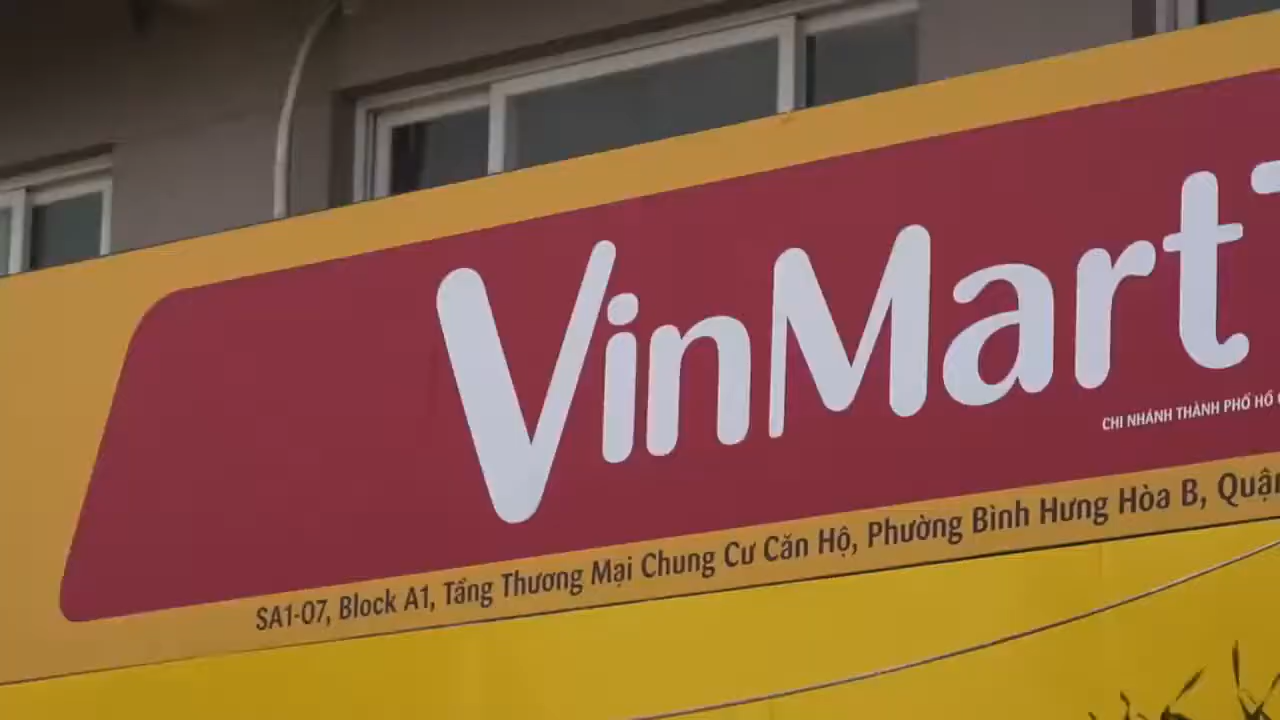 VinMart
CHI NHÁNH THÀNH PHỐ HỒ
SA1-07, Block A1, Tầng Thương Mại Chung Cư Căn Hộ, Phường Bình Hưng Hòa B, Quận